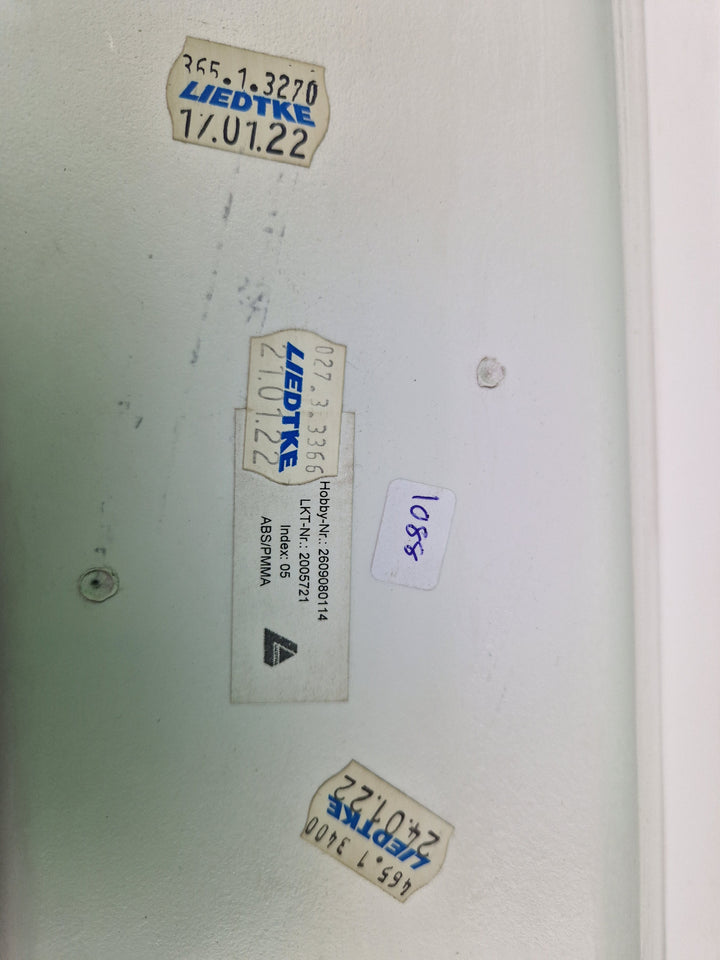 365.1.3270
LIEDTKE
17.01.22
027.3.3366
LIEDTKE
21.01.22
Hobby-Nr.: 2609080114
LKT-Nr.: 2005721
Index: 05
ABS/PMMA
1088
465.1 3400
LIEDTKE
24.01.22